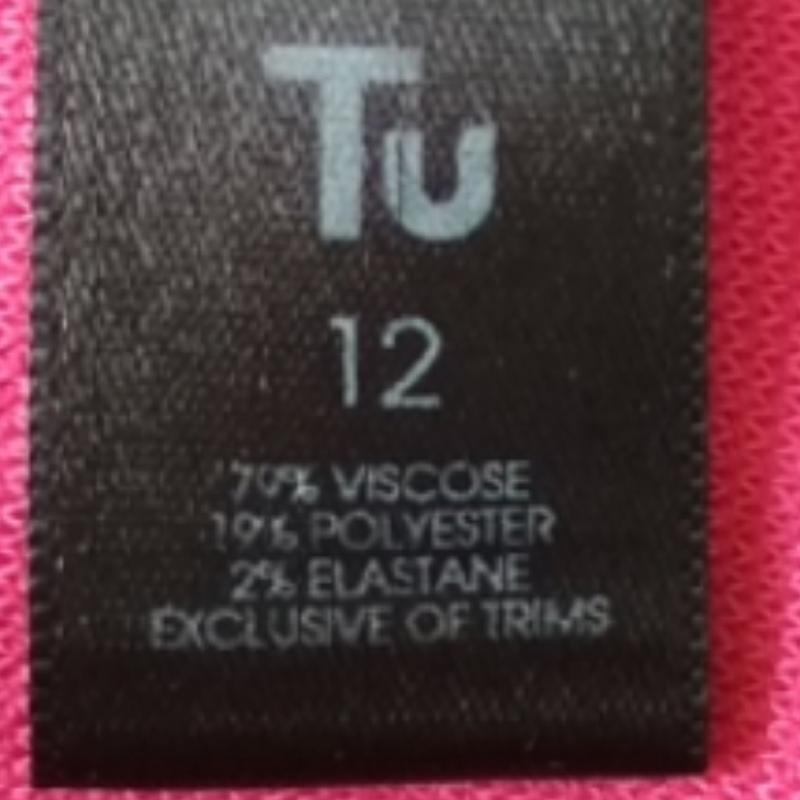 Tu
12
79% VISCOSE
19% POLYESTER
2% ELASTANE
EXCLUSIVE OF TRIMS